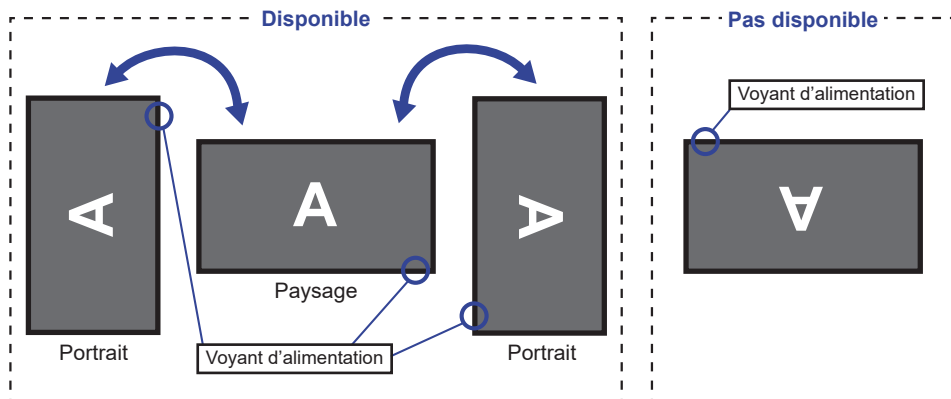 Disponible
Pas disponible
Voyant d’alimentation
A
A
A
A
Paysage
Portrait
Voyant d’alimentation
Portrait